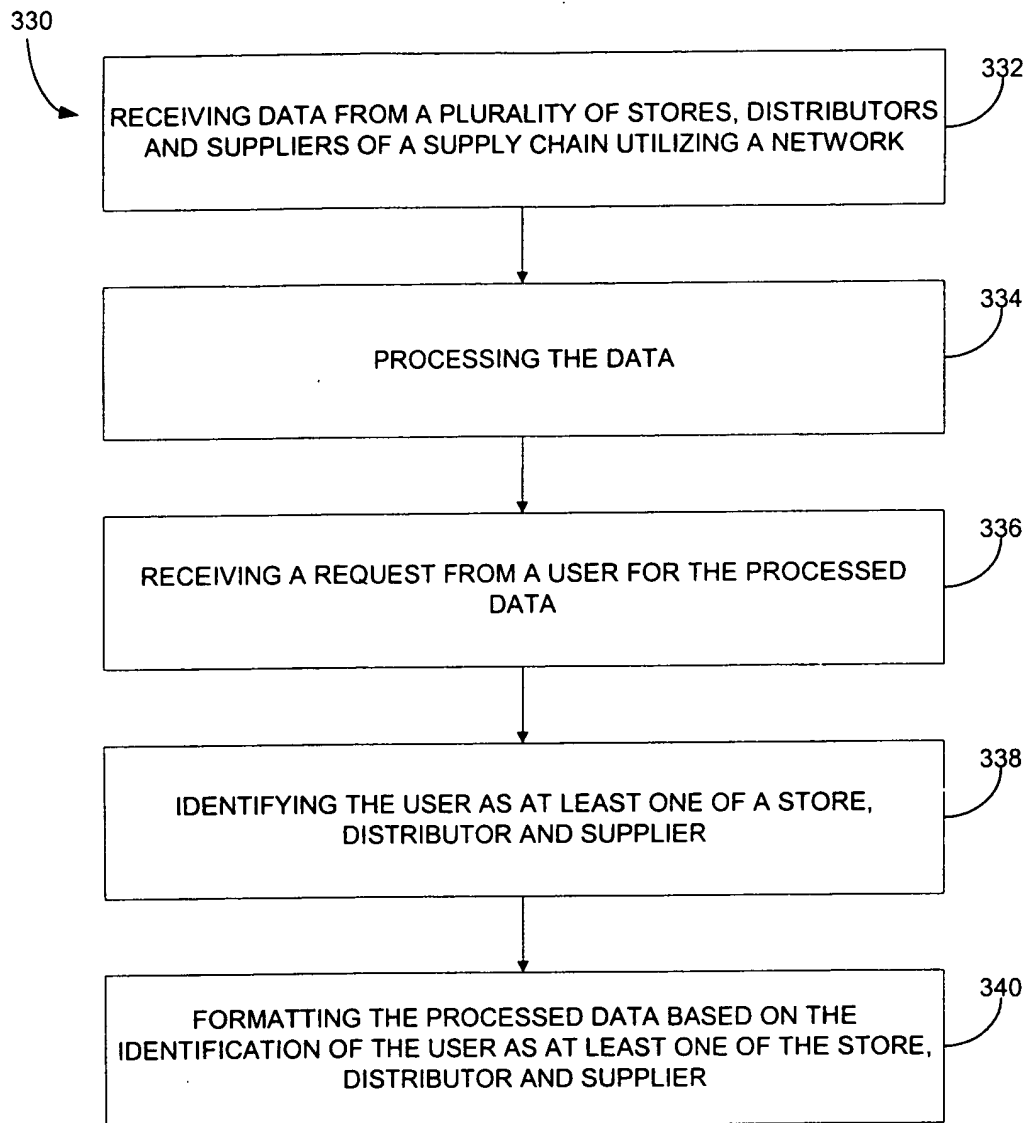 330
332
RECEIVING DATA FROM A PLURALITY OF STORES, DISTRIBUTORS
AND SUPPLIERS OF A SUPPLY CHAIN UTILIZING A NETWORK
334
PROCESSING THE DATA
336
RECEIVING A REQUEST FROM A USER FOR THE PROCESSED
DATA
338
IDENTIFYING THE USER AS AT LEAST ONE OF A STORE,
DISTRIBUTOR AND SUPPLIER
340
FORMATTING THE PROCESSED DATA BASED ON THE
IDENTIFICATION OF THE USER AS AT LEAST ONE OF THE STORE,
DISTRIBUTOR AND SUPPLIER